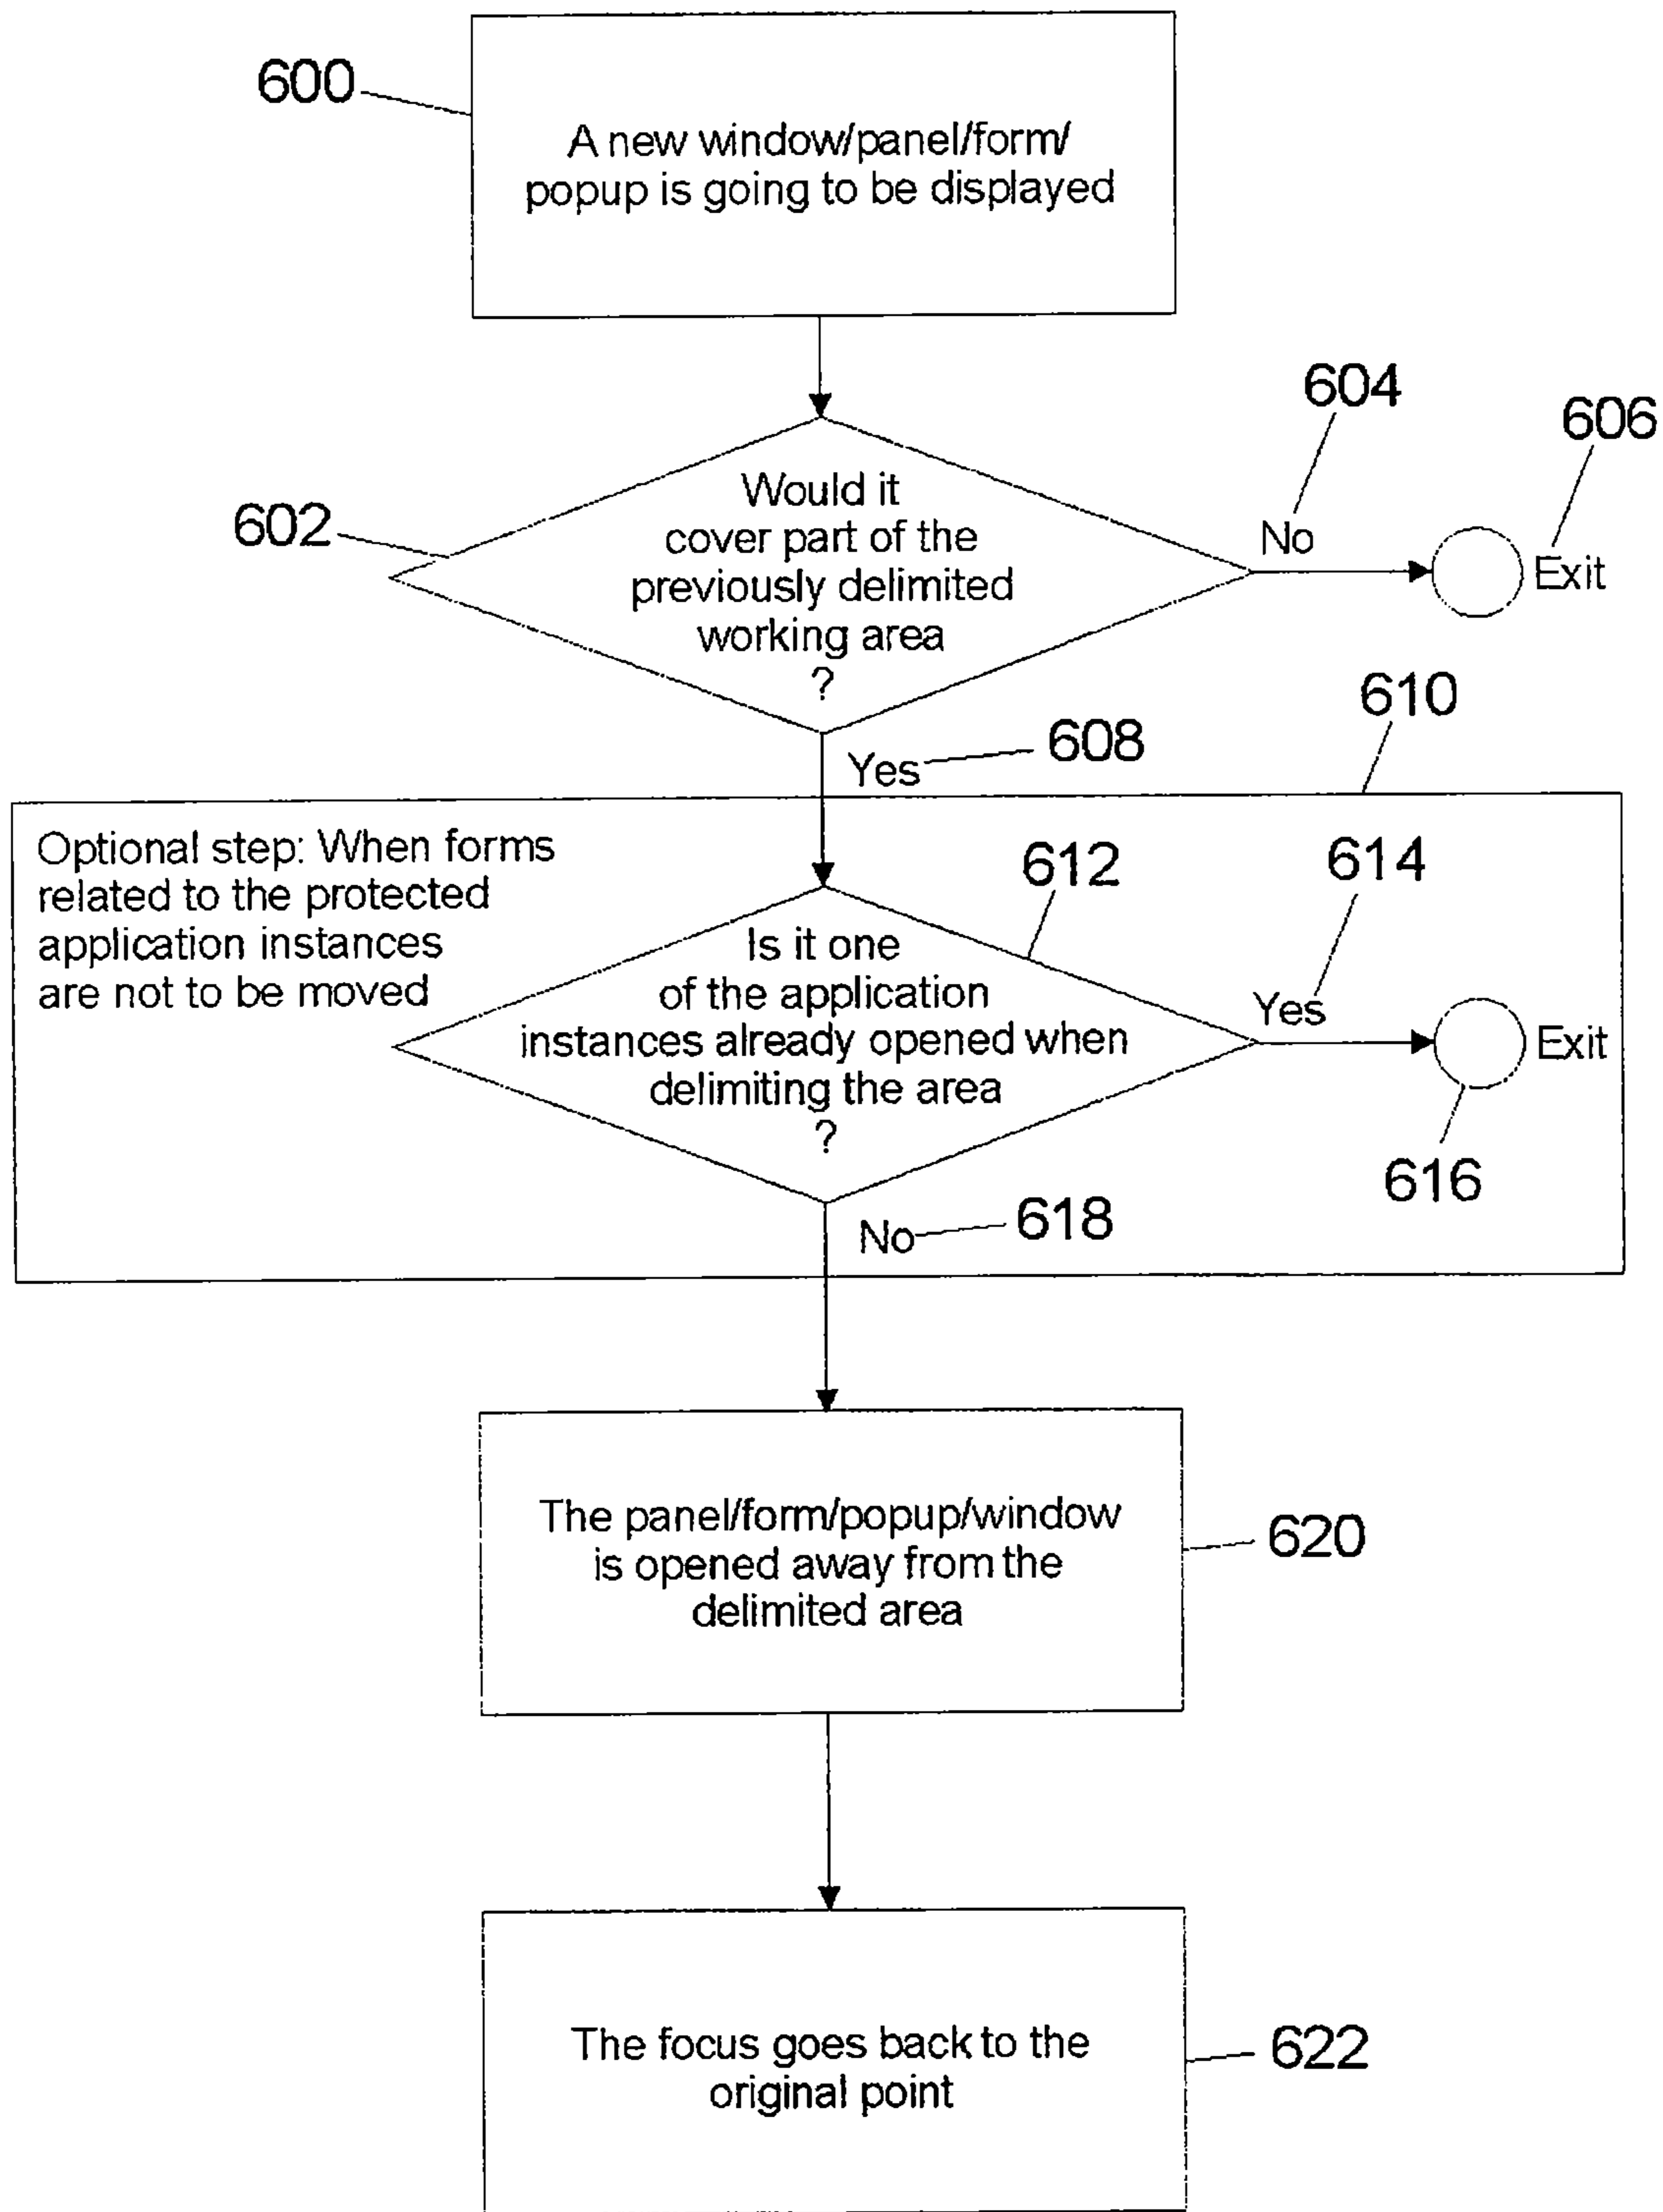 600
A new window/panel/form/
popup is going to be displayed
604
606
602
Would it
cover part of the
previously delimited
working area
?
No
Exit
610
Yes
608
Optional step: When forms
related to the protected
application instances
are not to be moved
612
614
Is it one
of the application
instances already opened when
delimiting the area
?
Yes
Exit
616
No
618
The panel/form/popup/window
is opened away from the
delimited area
620
The focus goes back to the
original point
622